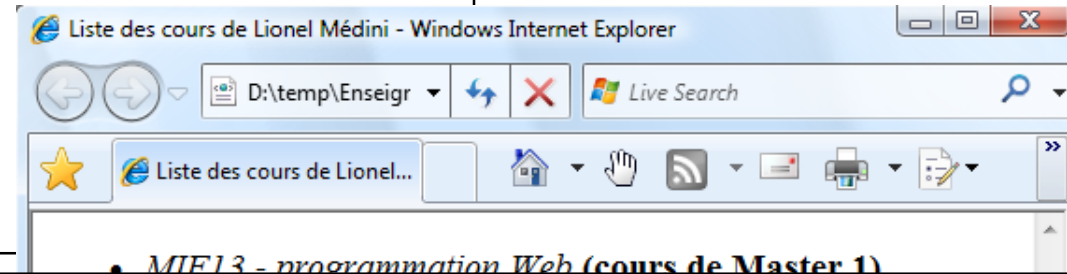 Liste des cours de Lionel Médini - Windows Internet Explorer
D:\temp\Enseigr Live Search
Liste des cours de Lionel... »
• MIF13 - programmation Web (cours de Master 1)